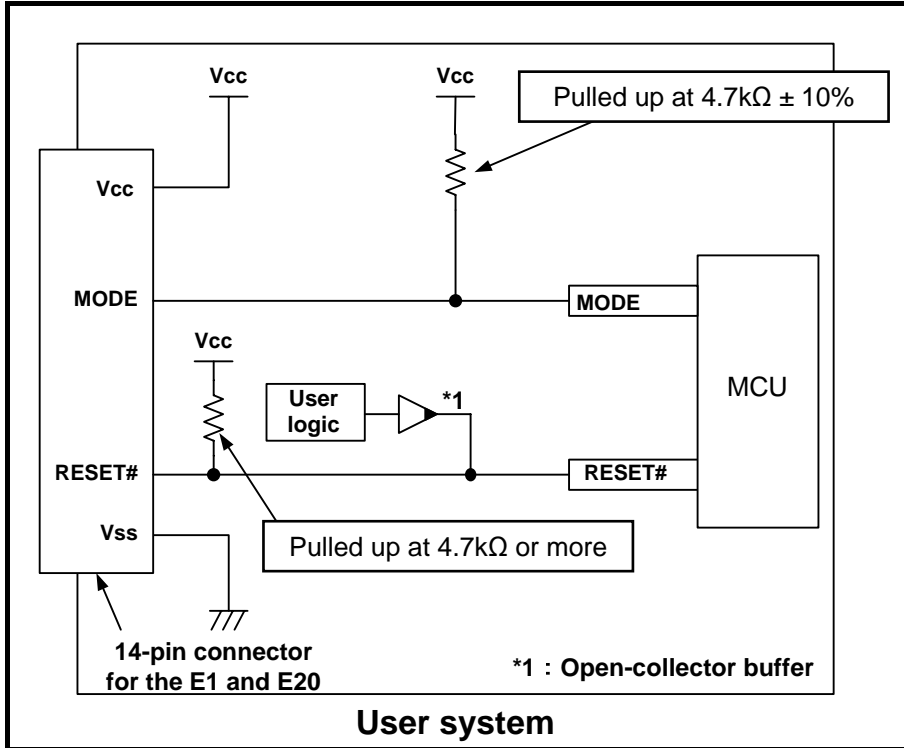 Vcc
Vcc
Pulled up at 4.7kΩ ± 10%
Vcc
MODE
MODE
MCU
Vcc
User
logic
*1
RESET#
RESET#
Vss
Pulled up at 4.7kΩ or more
14-pin connector
for the E1 and E20
*1 : Open-collector buffer
User system